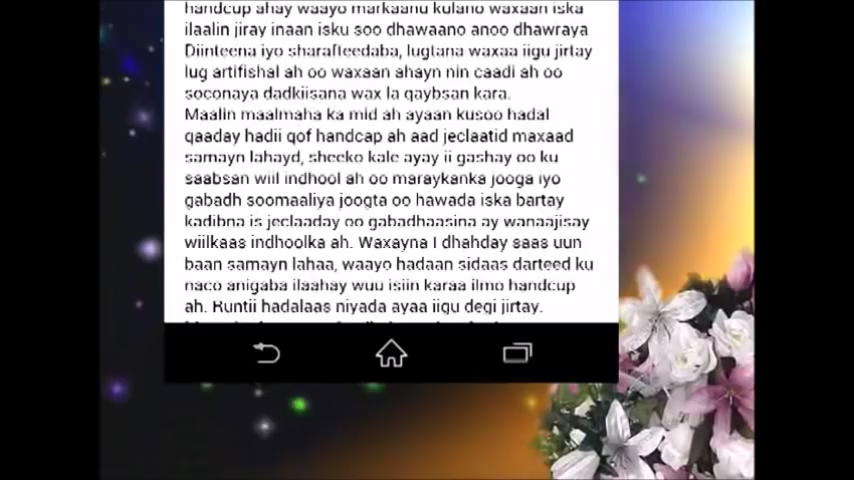 handcup ahay waayo markaanu kulano waxaan iska
ilaalin jiray inaan isku soo dhawaano anoo dhawraya
Diinteena iyo sharafteedaba, lugtana waxaa iigu jirtay
lug artifishal ah oo waxaan ahayn nin caadi ah oo
soconaya dadkiisana wax la qaybsan kara.
Maalin maalmaha ka mid ah ayaan kusoo hadal
qaaday hadii qof handcap ah aad jeclaatid maxaad
samayn lahayd, sheeko kale ayay ii gashay oo ku
saabsan wiil indhool ah oo maraykanka jooga iyo
gabadh soomaaliya joogta oo hawada iska bartay
kadibna is jeclaaday oo gabadhaasina ay wanaajisay
wiilkaas indhoolka ah. Waxayna I dhahday saas uun
baan samayn lahaa, waayo hadaan sidaas darteed ku
naco anigaba ilaahay wuu isiin karaa ilmo handcup
ah. Runtii hadalaas niyada ayaa iigu degi jirtay.